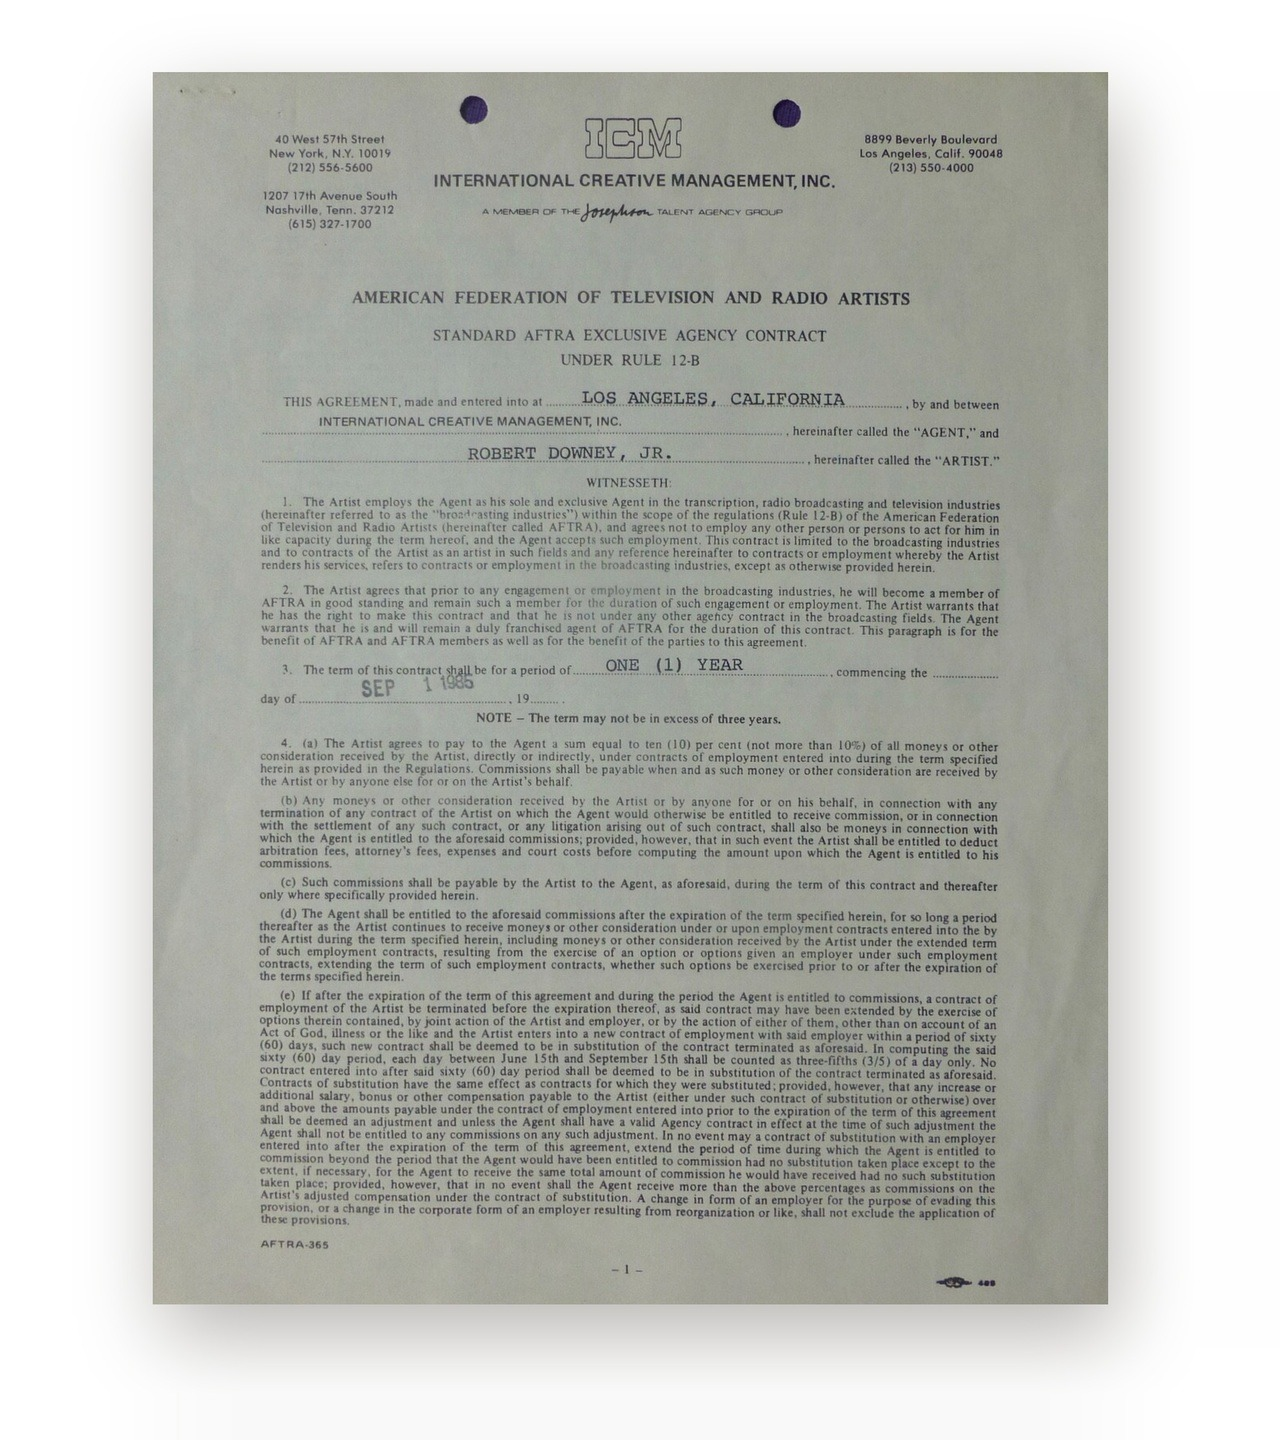 40 West 57th Street
New York, N.Y. 10019
(212) 556-5600
1207 17th Avenue South
Nashville, Tenn. 37212
(615) 327-1700
ICM
INTERNATIONAL CREATIVE MANAGEMENT, INC.
A MEMBER OF THE Josephson TALENT AGENCY GROUP
8899 Beverly Boulevard
Los Angeles, Calif. 90048
(213) 550-4000
AMERICAN FEDERATION OF TELEVISION AND RADIO ARTISTS
STANDARD AFTRA EXCLUSIVE AGENCY CONTRACT
UNDER RULE 12-B
THIS AGREEMENT, made and entered into at LOS ANGELES, CALIFORNIA, by and between
INTERNATIONAL CREATIVE MANAGEMENT, INC., hereinafter called the "AGENT," and
ROBERT DOWNEY, JR., hereinafter called the "ARTIST."
WITNESSETH:
1. The Artist employs the Agent as his sole and exclusive Agent in the transcription, radio broadcasting and television industries
(hereinafter referred to as the "broadcasting industries") within the scope of the regulations (Rule 12-B) of the American Federation
of Television and Radio Artists (hereinafter called AFTRA), and agrees not to employ any other person or persons to act for him in
like capacity during the term hereof, and the Agent accepts such employment. This contract is limited to the broadcasting industries
and to contracts of the Artist as an artist in such fields and any reference hereinafter to contracts or employment whereby the Artist
renders his services, refers to contracts or employment in the broadcasting industries, except as otherwise provided herein.
2. The Artist agrees that prior to any engagement or employment in the broadcasting industries, he will become a member of
AFTRA in good standing and remain such a member for the duration of such engagement or employment. The Artist warrants that
he has the right to make this contract and that he is not under any other agency contract in the broadcasting fields. The Agent
warrants that he is and will remain a duly franchised agent of AFTRA for the duration of this contract. This paragraph is for the
benefit of AFTRA and AFTRA members as well as for the benefit of the parties to this agreement.
3. The term of this contract shall be for a period of ONE (1) YEAR, commencing the
day of SEP 1 1985, 19
NOTE – The term may not be in excess of three years.
4. (a) The Artist agrees to pay to the Agent a sum equal to ten (10) per cent (not more than 10%) of all moneys or other
consideration received by the Artist, directly or indirectly, under contracts of employment entered into during the term specified
herein as provided in the Regulations. Commissions shall be payable when and as such money or other consideration are received by
the Artist or by anyone else for or on the Artist's behalf.
(b) Any moneys or other consideration received by the Artist or by anyone for or on his behalf, in connection with any
termination of any contract of the Artist on which the Agent would otherwise be entitled to receive commission, or in connection
with the settlement of any such contract, or any litigation arising out of such contract, shall also be moneys in connection with
which the Agent is entitled to the aforesaid commissions; provided, however, that in such event the Artist shall be entitled to deduct
arbitration fees, attorney's fees, expenses and court costs before computing the amount upon which the Agent is entitled to his
commissions.
(c) Such commissions shall be payable by the Artist to the Agent, as aforesaid, during the term of this contract and thereafter
only where specifically provided herein.
(d) The Agent shall be entitled to the aforesaid commissions after the expiration of the term specified herein, for so long a period
thereafter as the Artist continues to receive moneys or other consideration under or upon employment contracts entered into the by
the Artist during the term specified herein, including moneys or other consideration received by the Artist under the extended term
of such employment contracts, resulting from the exercise of an option or options given an employer under such employment
contracts, extending the term of such employment contracts, whether such options be exercised prior to or after the expiration of
the terms specified herein.
(e) If after the expiration of the term of this agreement and during the period the Agent is entitled to commissions, a contract of
employment of the Artist be terminated before the expiration thereof, as said contract may have been extended by the exercise of
options therein contained, by joint action of the Artist and employer, or by the action of either of them, other than on account of an
Act of God, illness or the like and the Artist enters into a new contract of employment with said employer within a period of sixty
(60) days, such new contract shall be deemed to be in substitution of the contract terminated as aforesaid. In computing the said
sixty (60) day period, each day between June 15th and September 15th shall be counted as three-fifths (3/5) of a day only. No
contract entered into after said sixty (60) day period shall be deemed to be in substitution of the contract terminated as aforesaid.
Contracts of substitution have the same effect as contracts for which they were substituted; provided, however, that any increase or
additional salary, bonus or other compensation payable to the Artist (either under such contract of substitution or otherwise) over
and above the amounts payable under the contract of employment entered into prior to the expiration of the term of this agreement
shall be deemed an adjustment and unless the Agent shall have a valid Agency contract in effect at the time of such adjustment the
Agent shall not be entitled to any commissions on any such adjustment. In no event may a contract of substitution with an employer
entered into after the expiration of the term of this agreement, extend the period of time during which the Agent is entitled to
commission beyond the period that the Agent would have been entitled to commission had no substitution taken place except to the
extent, if necessary, for the Agent to receive the same total amount of commission he would have received had no such substitution
taken place; provided, however, that in no event shall the Agent receive more than the above percentages as commissions on the
Artist's adjusted compensation under the contract of substitution. A change in form of an employer for the purpose of evading this
provision, or a change in the corporate form of an employer resulting from reorganization or like, shall not exclude the application of
these provisions.
AFTRA-365
– 1 –